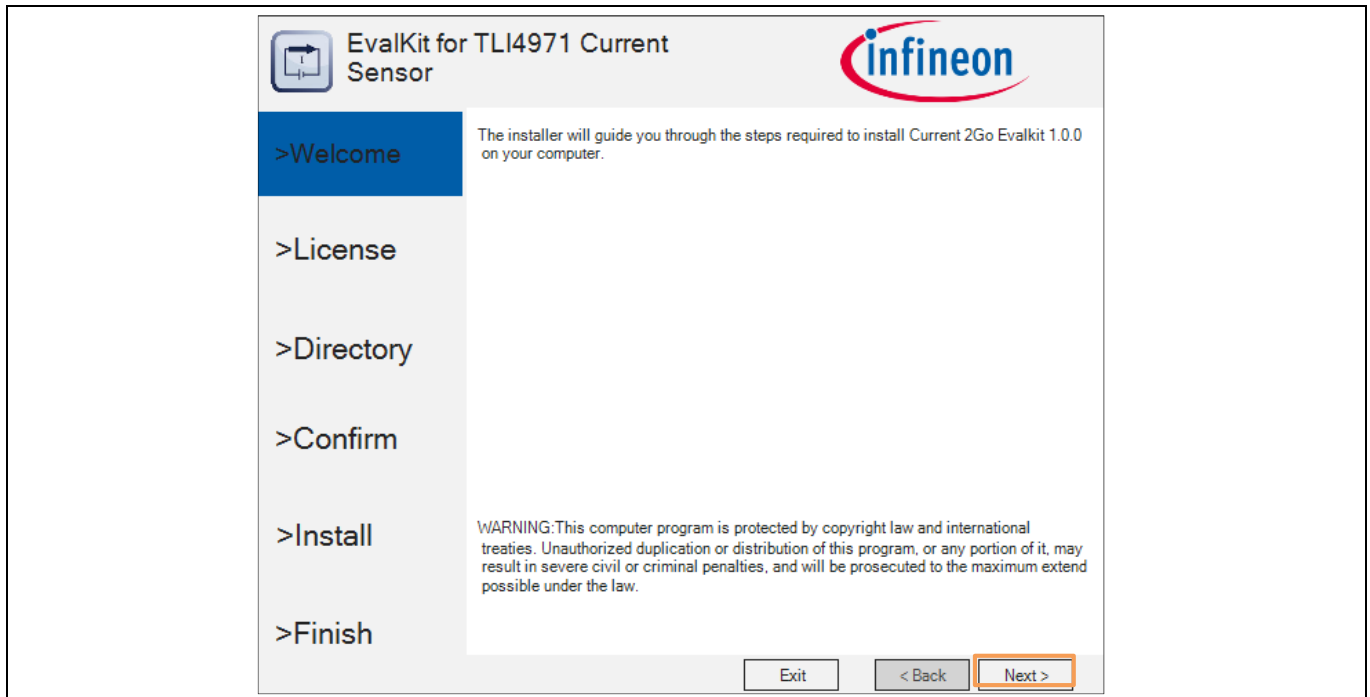 EvalKit for TLI4971 Current
Sensor
infineon
>Welcome
The installer will guide you through the steps required to install Current 2Go Evalkit 1.0.0
on your computer.
>License
>Directory
>Confirm
>Install
WARNING:This computer program is protected by copyright law and international
treaties. Unauthorized duplication or distribution of this program, or any portion of it, may
result in severe civil or criminal penalties, and will be prosecuted to the maximum extend
possible under the law.
>Finish
Exit
< Back
Next >